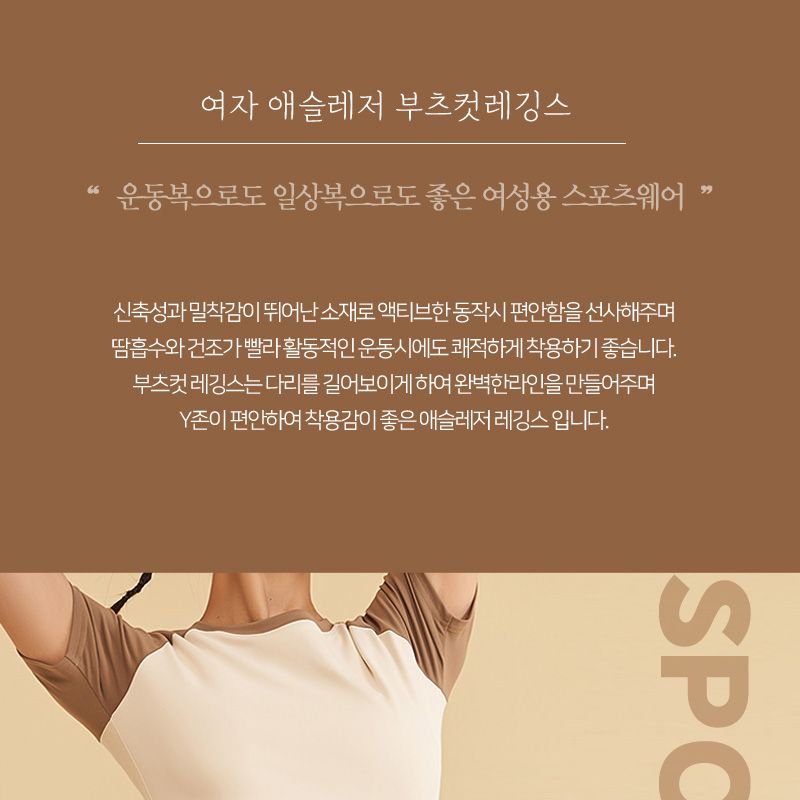 여자 애슬레저 부츠컷레깅스
“ 운동복으로도 일상복으로도 좋은 여성용 스포츠웨어 ”
신축성과 밀착감이 뛰어난 소재로 액티브한 동작시 편안함을 선사해주며
땀흡수와 건조가 빨라 활동적인 운동시에도 쾌적하게 착용하기 좋습니다.
부츠컷 레깅스는 다리를 길어보이게 하여 완벽한라인을 만들어주며
Y존이 편안하여 착용감이 좋은 애슬레저 레깅스 입니다.
SPO